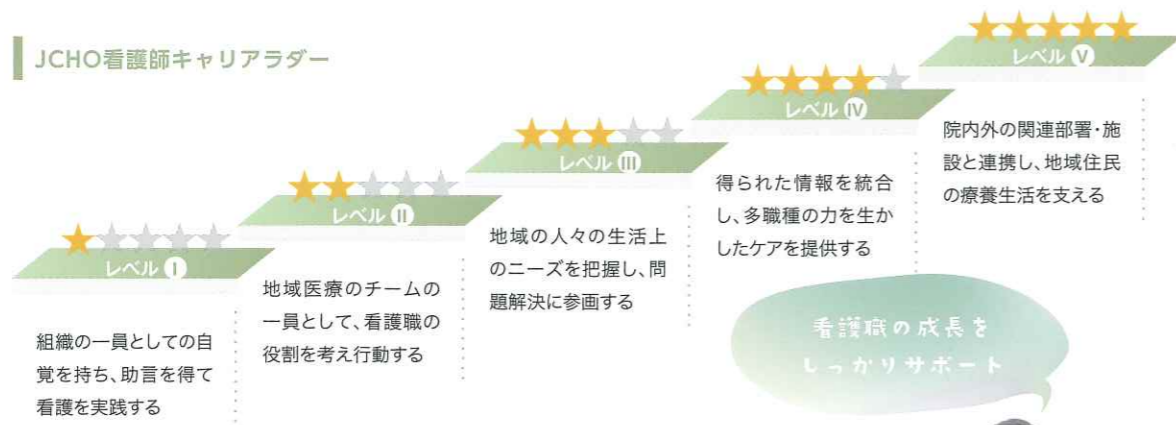 JCHO看護師キャリアラダー
レベル I
組織の一員としての自
覚を持ち、助言を得て
看護を実践する
レベル II
地域医療のチームの
一員として、看護職の
役割を考え行動する
レベル III
地域の人々の生活上
のニーズを把握し、問
題解決に参画する
レベル IV
得られた情報を統合
し、多職種の力を生か
したケアを提供する
レベル V
院内外の関連部署・施
設と連携し、地域住民
の療養生活を支える
看護職の成長を
しっかりサポート